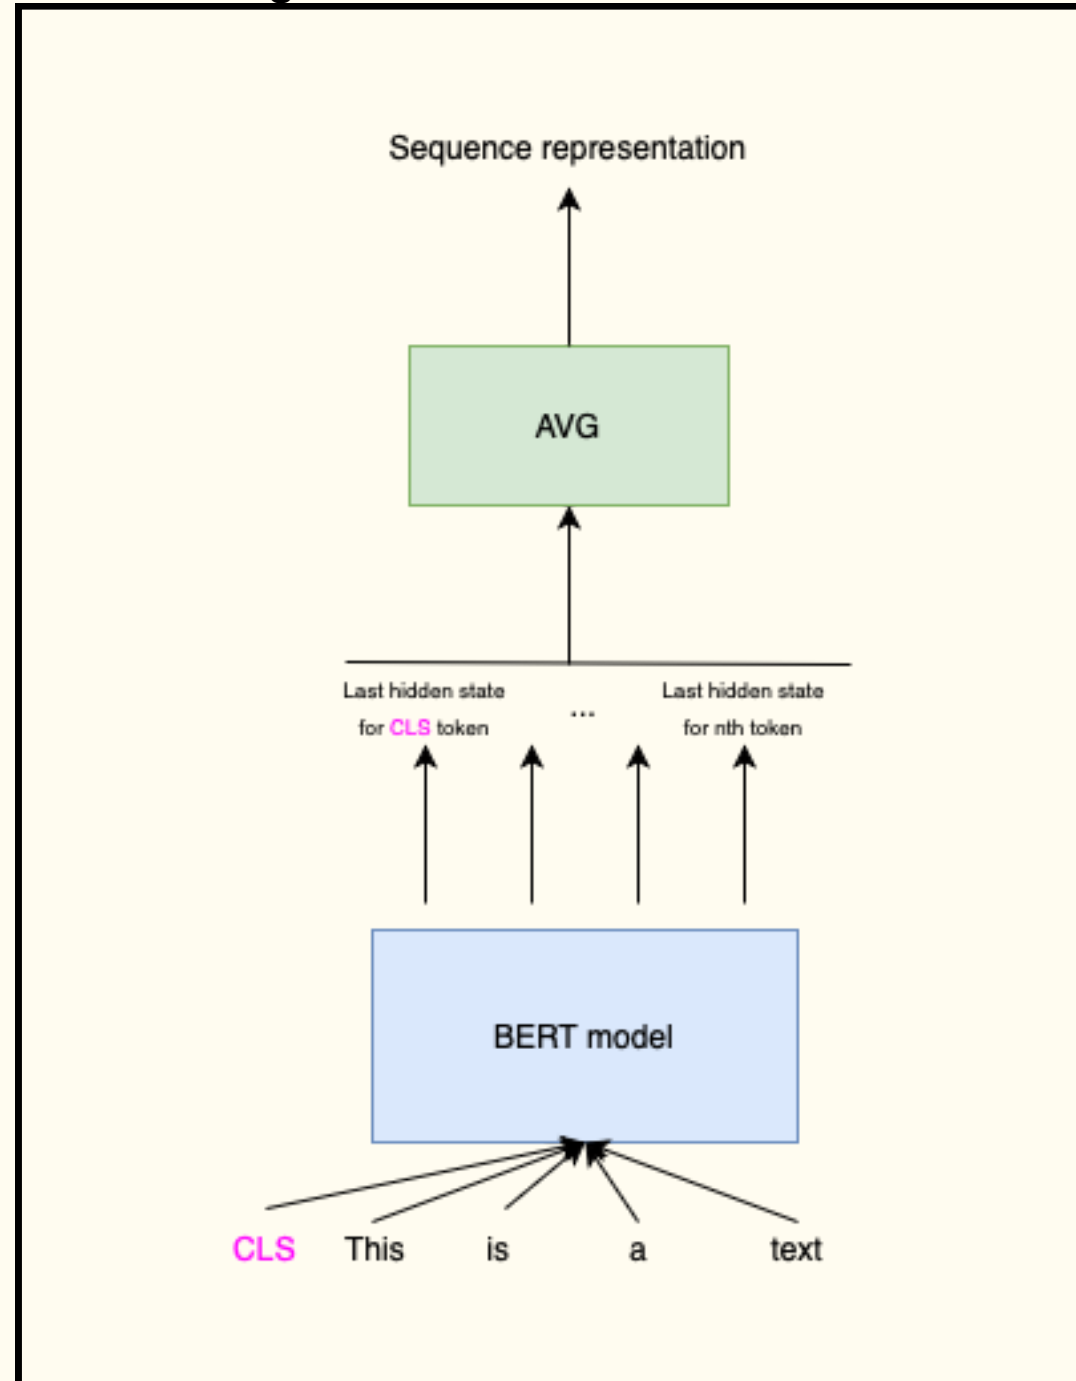 Sequence representation
AVG
Last hidden state
for CLS token
...
Last hidden state
for nth token
BERT model
CLS This is a text